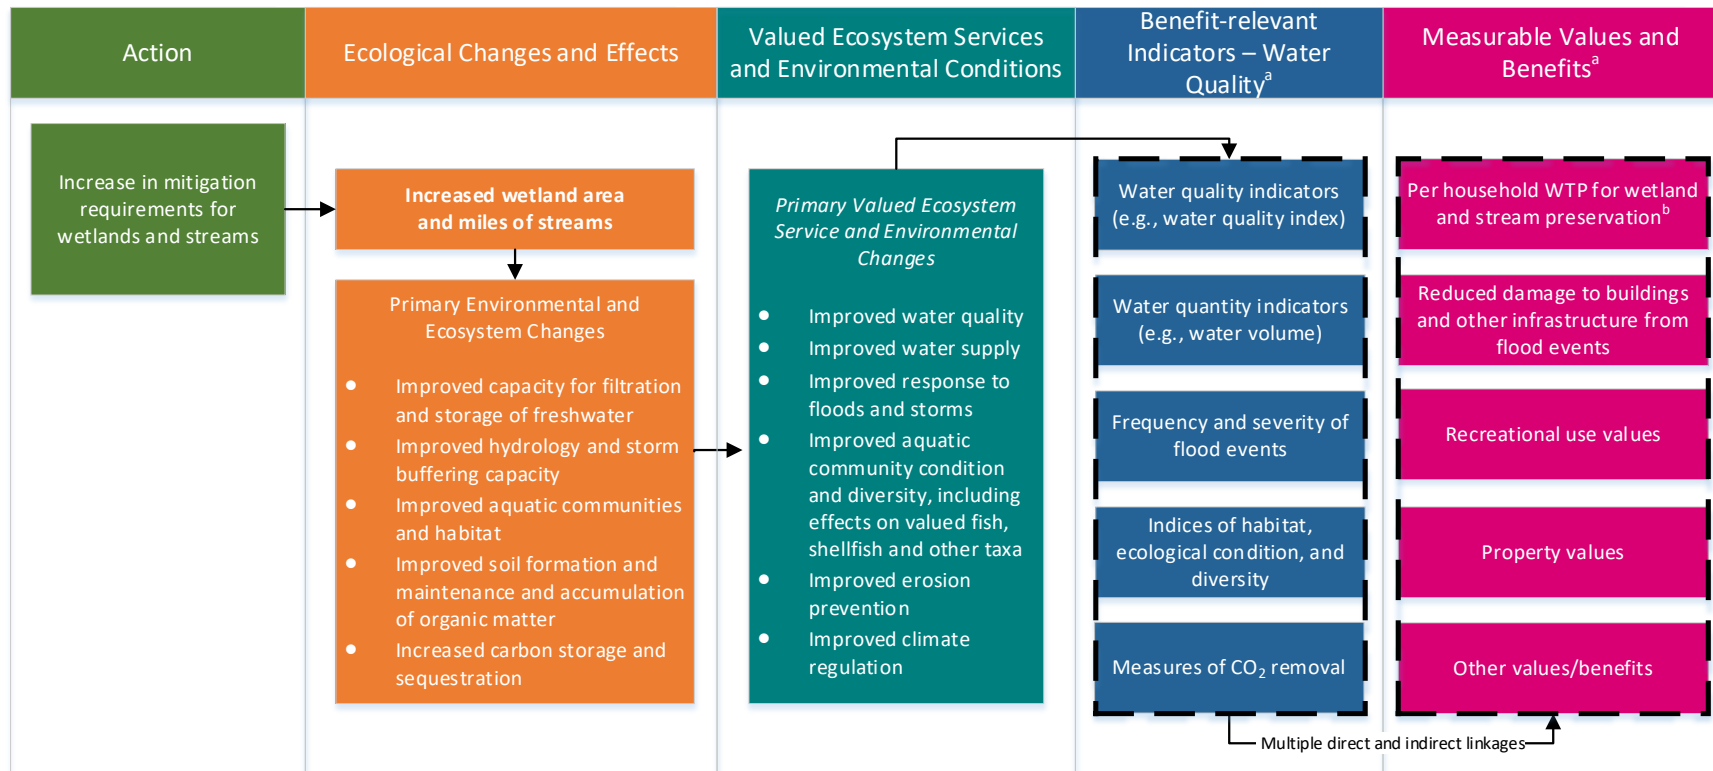 Action
Ecological Changes and Effects
Valued Ecosystem Services
and Environmental Conditions
Benefit-relevant
Indicators – Water
Qualityᵃ
Measurable Values and
Benefitsᵃ
Increase in mitigation
requirements for
wetlands and streams
Increased wetland area
and miles of streams
Primary Environmental and
Ecosystem Changes
● Improved capacity for filtration
and storage of freshwater
● Improved hydrology and storm
buffering capacity
● Improved aquatic communities
and habitat
● Improved soil formation and
maintenance and accumulation
of organic matter
● Increased carbon storage and
sequestration
Primary Valued Ecosystem
Service and Environmental
Changes
● Improved water quality
● Improved water supply
● Improved response to
floods and storms
● Improved aquatic
community condition
and diversity, including
effects on valued fish,
shellfish and other taxa
● Improved erosion
prevention
● Improved climate
regulation
Water quality indicators
(e.g., water quality index)
Water quantity indicators
(e.g., water volume)
Frequency and severity of
flood events
Indices of habitat,
ecological condition, and
diversity
Measures of CO₂ removal
Per household WTP for wetland
and stream preservationᵇ
Reduced damage to buildings
and other infrastructure from
flood events
Recreational use values
Property values
Other values/benefits
Multiple direct and indirect linkages